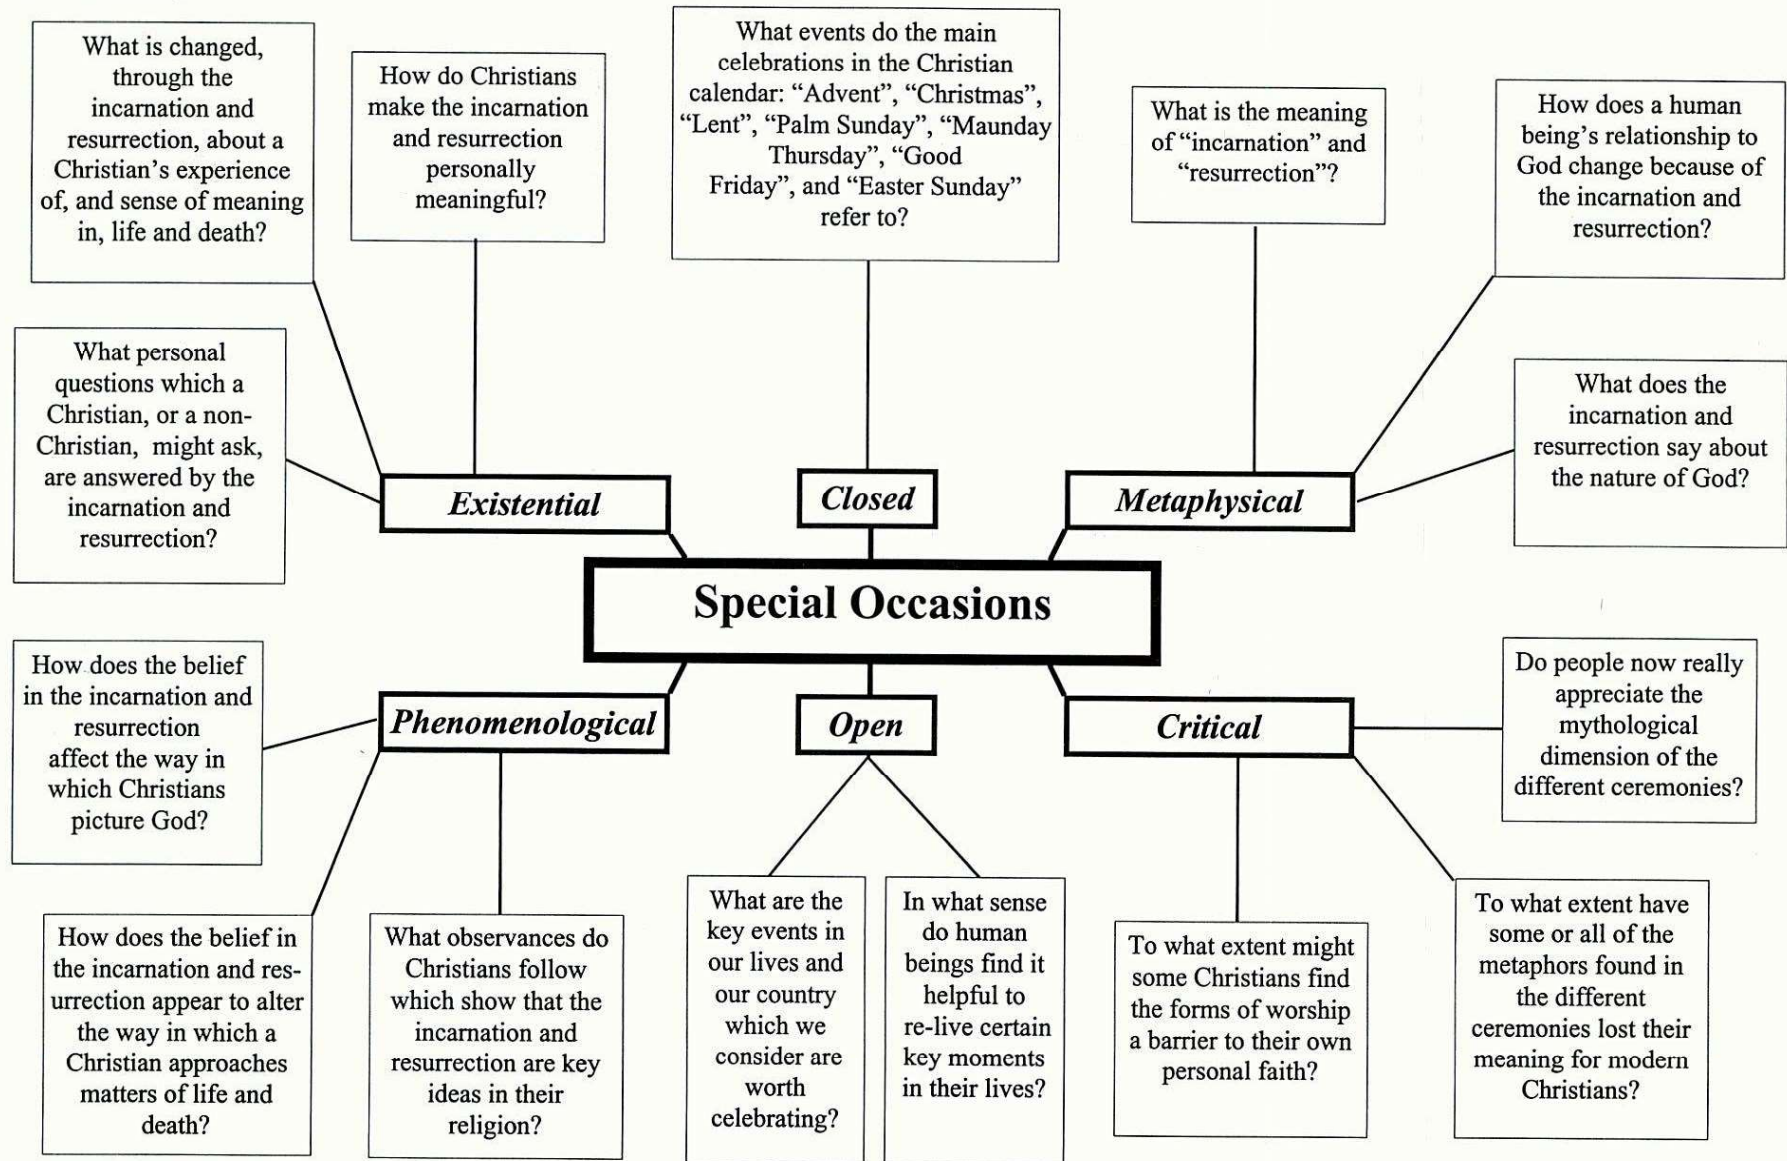 What is changed,
through the
incarnation and
resurrection, about a
Christian's experience
of, and sense of meaning
in, life and death?
How do Christians
make the incarnation
and resurrection
personally
meaningful?
What events do the main
celebrations in the Christian
calendar: “Advent”, “Christmas”,
“Lent”, “Palm Sunday”, “Maunday
Thursday”, “Good
Friday”, and “Easter Sunday”
refer to?
What is the meaning
of “incarnation” and
“resurrection”?
How does a human
being’s relationship to
God change because of
the incarnation and
resurrection?
What personal
questions which a
Christian, or a non-
Christian, might ask,
are answered by the
incarnation and
resurrection?
What does the
incarnation and
resurrection say about
the nature of God?
Existential
Closed
Metaphysical
Special Occasions
Phenomenological
Open
Critical
How does the belief
in the incarnation and
resurrection
affect the way in
which Christians
picture God?
Do people now really
appreciate the
mythological
dimension of the
different ceremonies?
How does the belief in
the incarnation and res-
urrection appear to alter
the way in which a
Christian approaches
matters of life and
death?
What observances do
Christians follow
which show that the
incarnation and
resurrection are key
ideas in their
religion?
What are the
key events in
our lives and
our country
which we
consider are
worth
celebrating?
In what sense
do human
beings find it
helpful to
re-live certain
key moments
in their lives?
To what extent might
some Christians find
the forms of worship
a barrier to their own
personal faith?
To what extent have
some or all of the
metaphors found in
the different
ceremonies lost their
meaning for modern
Christians?